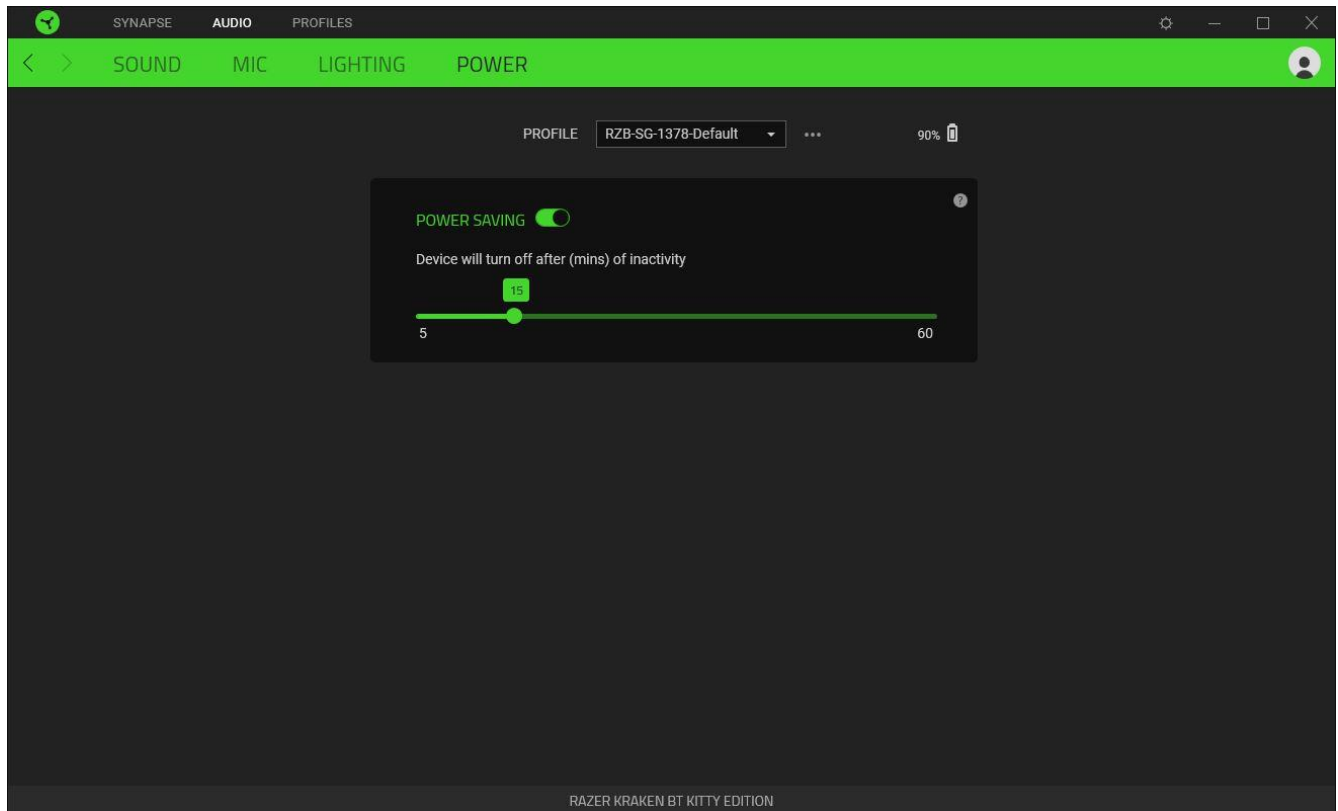 SYNAPSE AUDIO PROFILES
SOUND MIC LIGHTING POWER
PROFILE RZB-SG-1378-Default ••• 90%
?
POWER SAVING
Device will turn off after (mins) of inactivity
15
5 60
RAZER KRAKEN BT KITTY EDITION